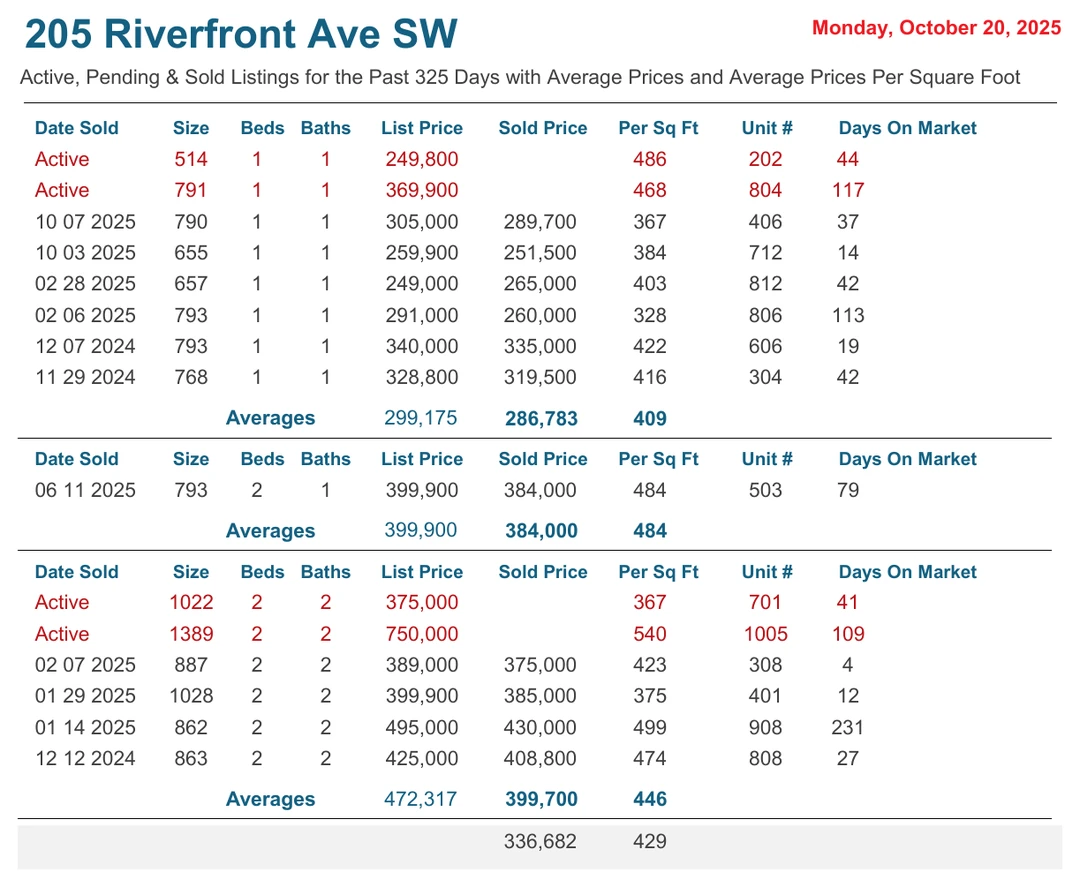 205 Riverfront Ave SW
Monday, October 20, 2025
Active, Pending & Sold Listings for the Past 325 Days with Average Prices and Average Prices Per Square Foot
Date Sold Size Beds Baths List Price Sold Price Per Sq Ft Unit # Days On Market
Active 514 1 1 249,800 486 202 44
Active 791 1 1 369,900 468 804 117
10 07 2025 790 1 1 305,000 289,700 367 406 37
10 03 2025 655 1 1 259,900 251,500 384 712 14
02 28 2025 657 1 1 249,000 265,000 403 812 42
02 06 2025 793 1 1 291,000 260,000 328 806 113
12 07 2024 793 1 1 340,000 335,000 422 606 19
11 29 2024 768 1 1 328,800 319,500 416 304 42
Averages 299,175 286,783 409
Date Sold Size Beds Baths List Price Sold Price Per Sq Ft Unit # Days On Market
06 11 2025 793 2 1 399,900 384,000 484 503 79
Averages 399,900 384,000 484
Date Sold Size Beds Baths List Price Sold Price Per Sq Ft Unit # Days On Market
Active 1022 2 2 375,000 367 701 41
Active 1389 2 2 750,000 540 1005 109
02 07 2025 887 2 2 389,000 375,000 423 308 4
01 29 2025 1028 2 2 399,900 385,000 375 401 12
01 14 2025 862 2 2 495,000 430,000 499 908 231
12 12 2024 863 2 2 425,000 408,800 474 808 27
Averages 472,317 399,700 446
336,682 429